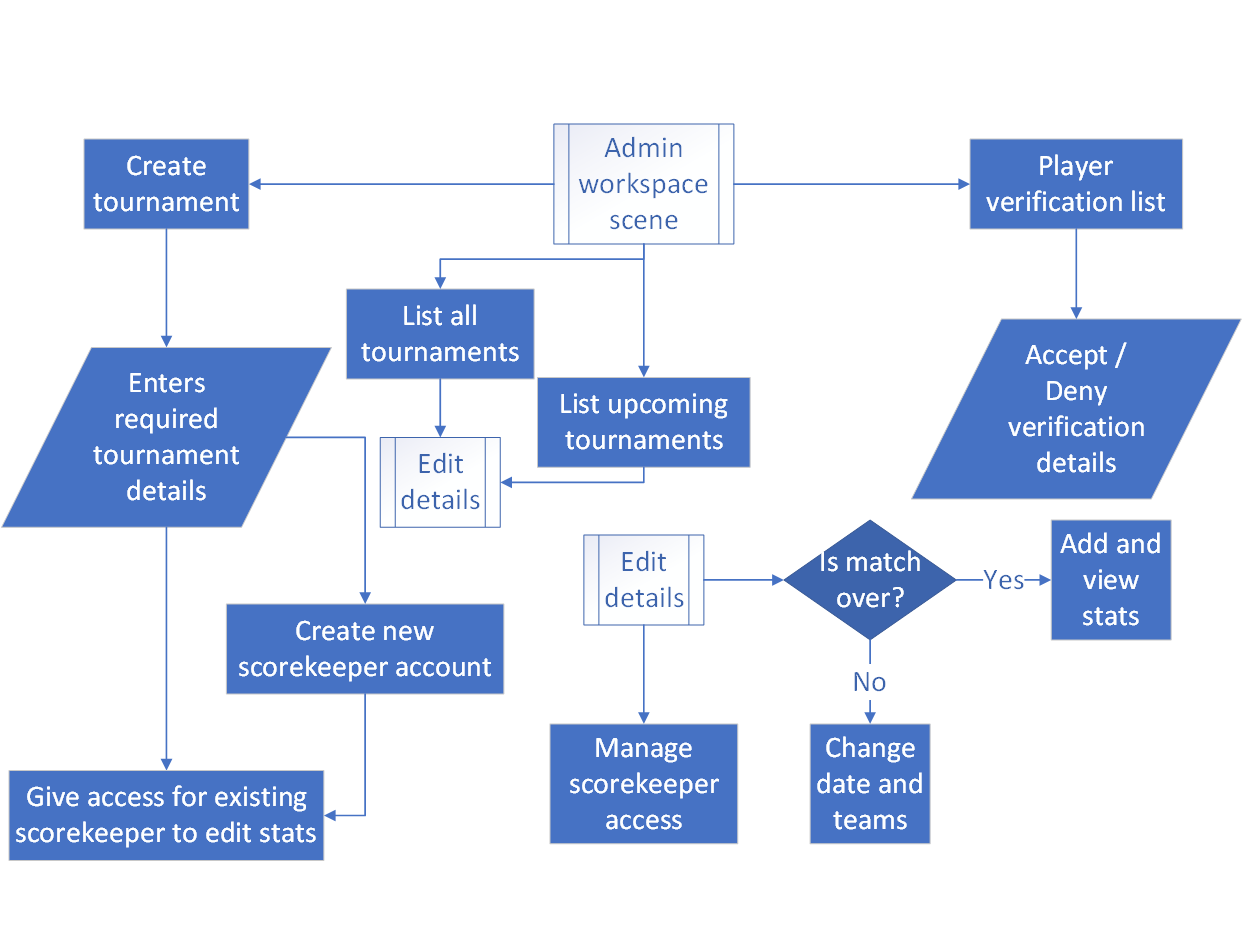 Admin
workspace
scene
Create
tournament
Player
verification list
List all
tournaments
List upcoming
tournaments
Enters
required
tournament
details
Accept /
Deny
verification
details
Edit
details
Edit
details
Is match
over?
Yes
Add and
view
stats
No
Create new
scorekeeper account
Manage
scorekeeper
access
Change
date and
teams
Give access for existing
scorekeeper to edit stats